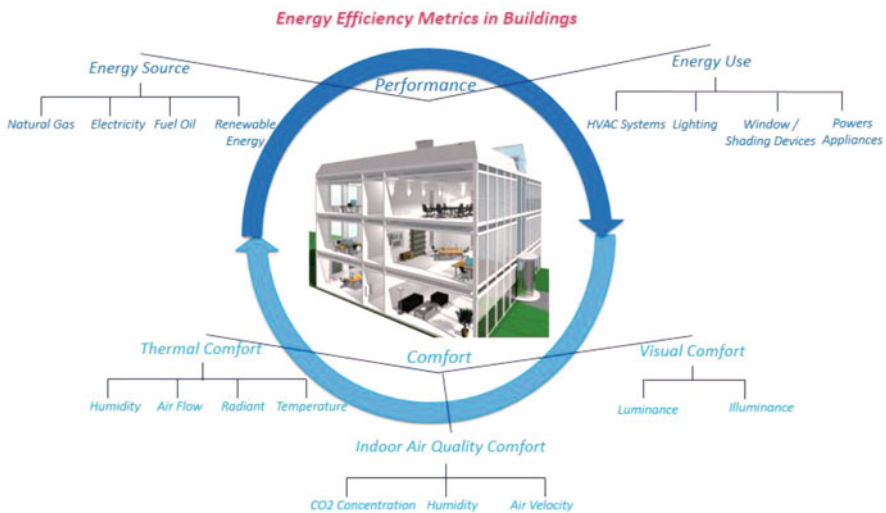 Energy Efficiency Metrics in Buildings
Energy Source
Performance
Energy Use
Natural Gas
Electricity
Fuel Oil
Renewable
Energy
HVAC Systems
Lighting
Window /
Shading Devices
Powers
Appliances
Thermal Comfort
Comfort
Visual Comfort
Humidity
Air Flow
Radiant
Temperature
Luminance
Illuminance
Indoor Air Quality Comfort
CO2 Concentration
Humidity
Air Velocity